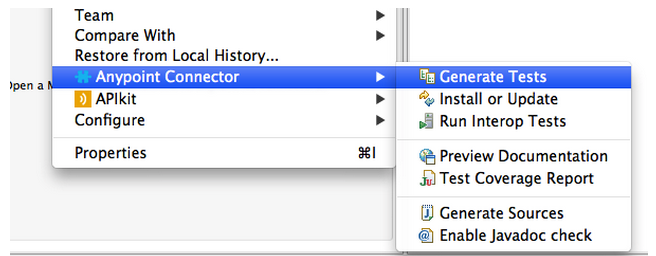 Team
Compare With
Restore from Local History...
Open a M
Anypoint Connector
APIkit
Configure
Properties ⌘I
Generate Tests
Install or Update
Run Interop Tests
Preview Documentation
Test Coverage Report
Generate Sources
Enable Javadoc check